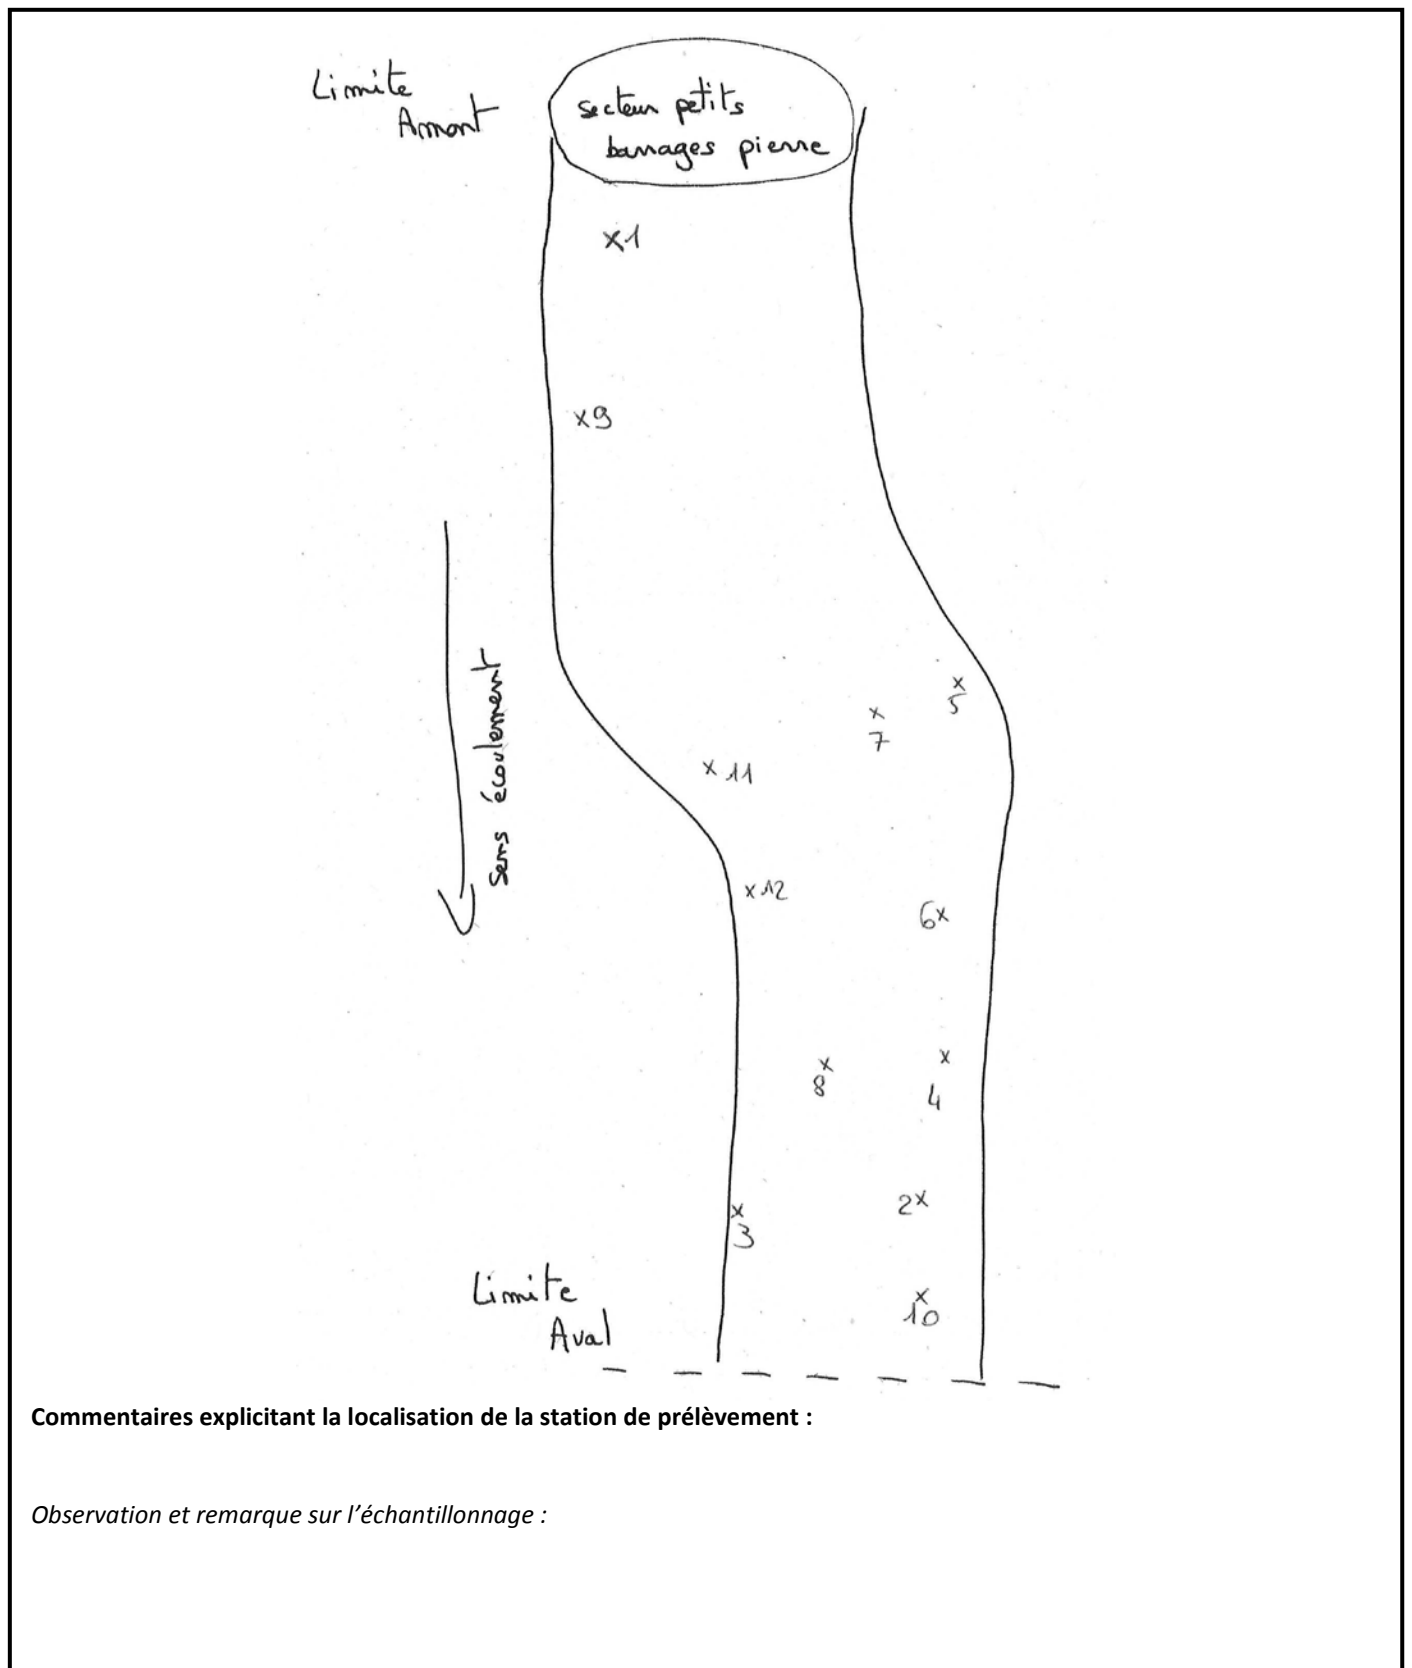 Limite
Amont
secteur petits
barrages pierre
x1
x9
x
5
x
7
x 11
x12
6x
Sens écoulement
x
8
x
4
2x
x
3
x
10
Limite
Aval
Commentaires explicitant la localisation de la station de prélèvement :
Observation et remarque sur l’échantillonnage :